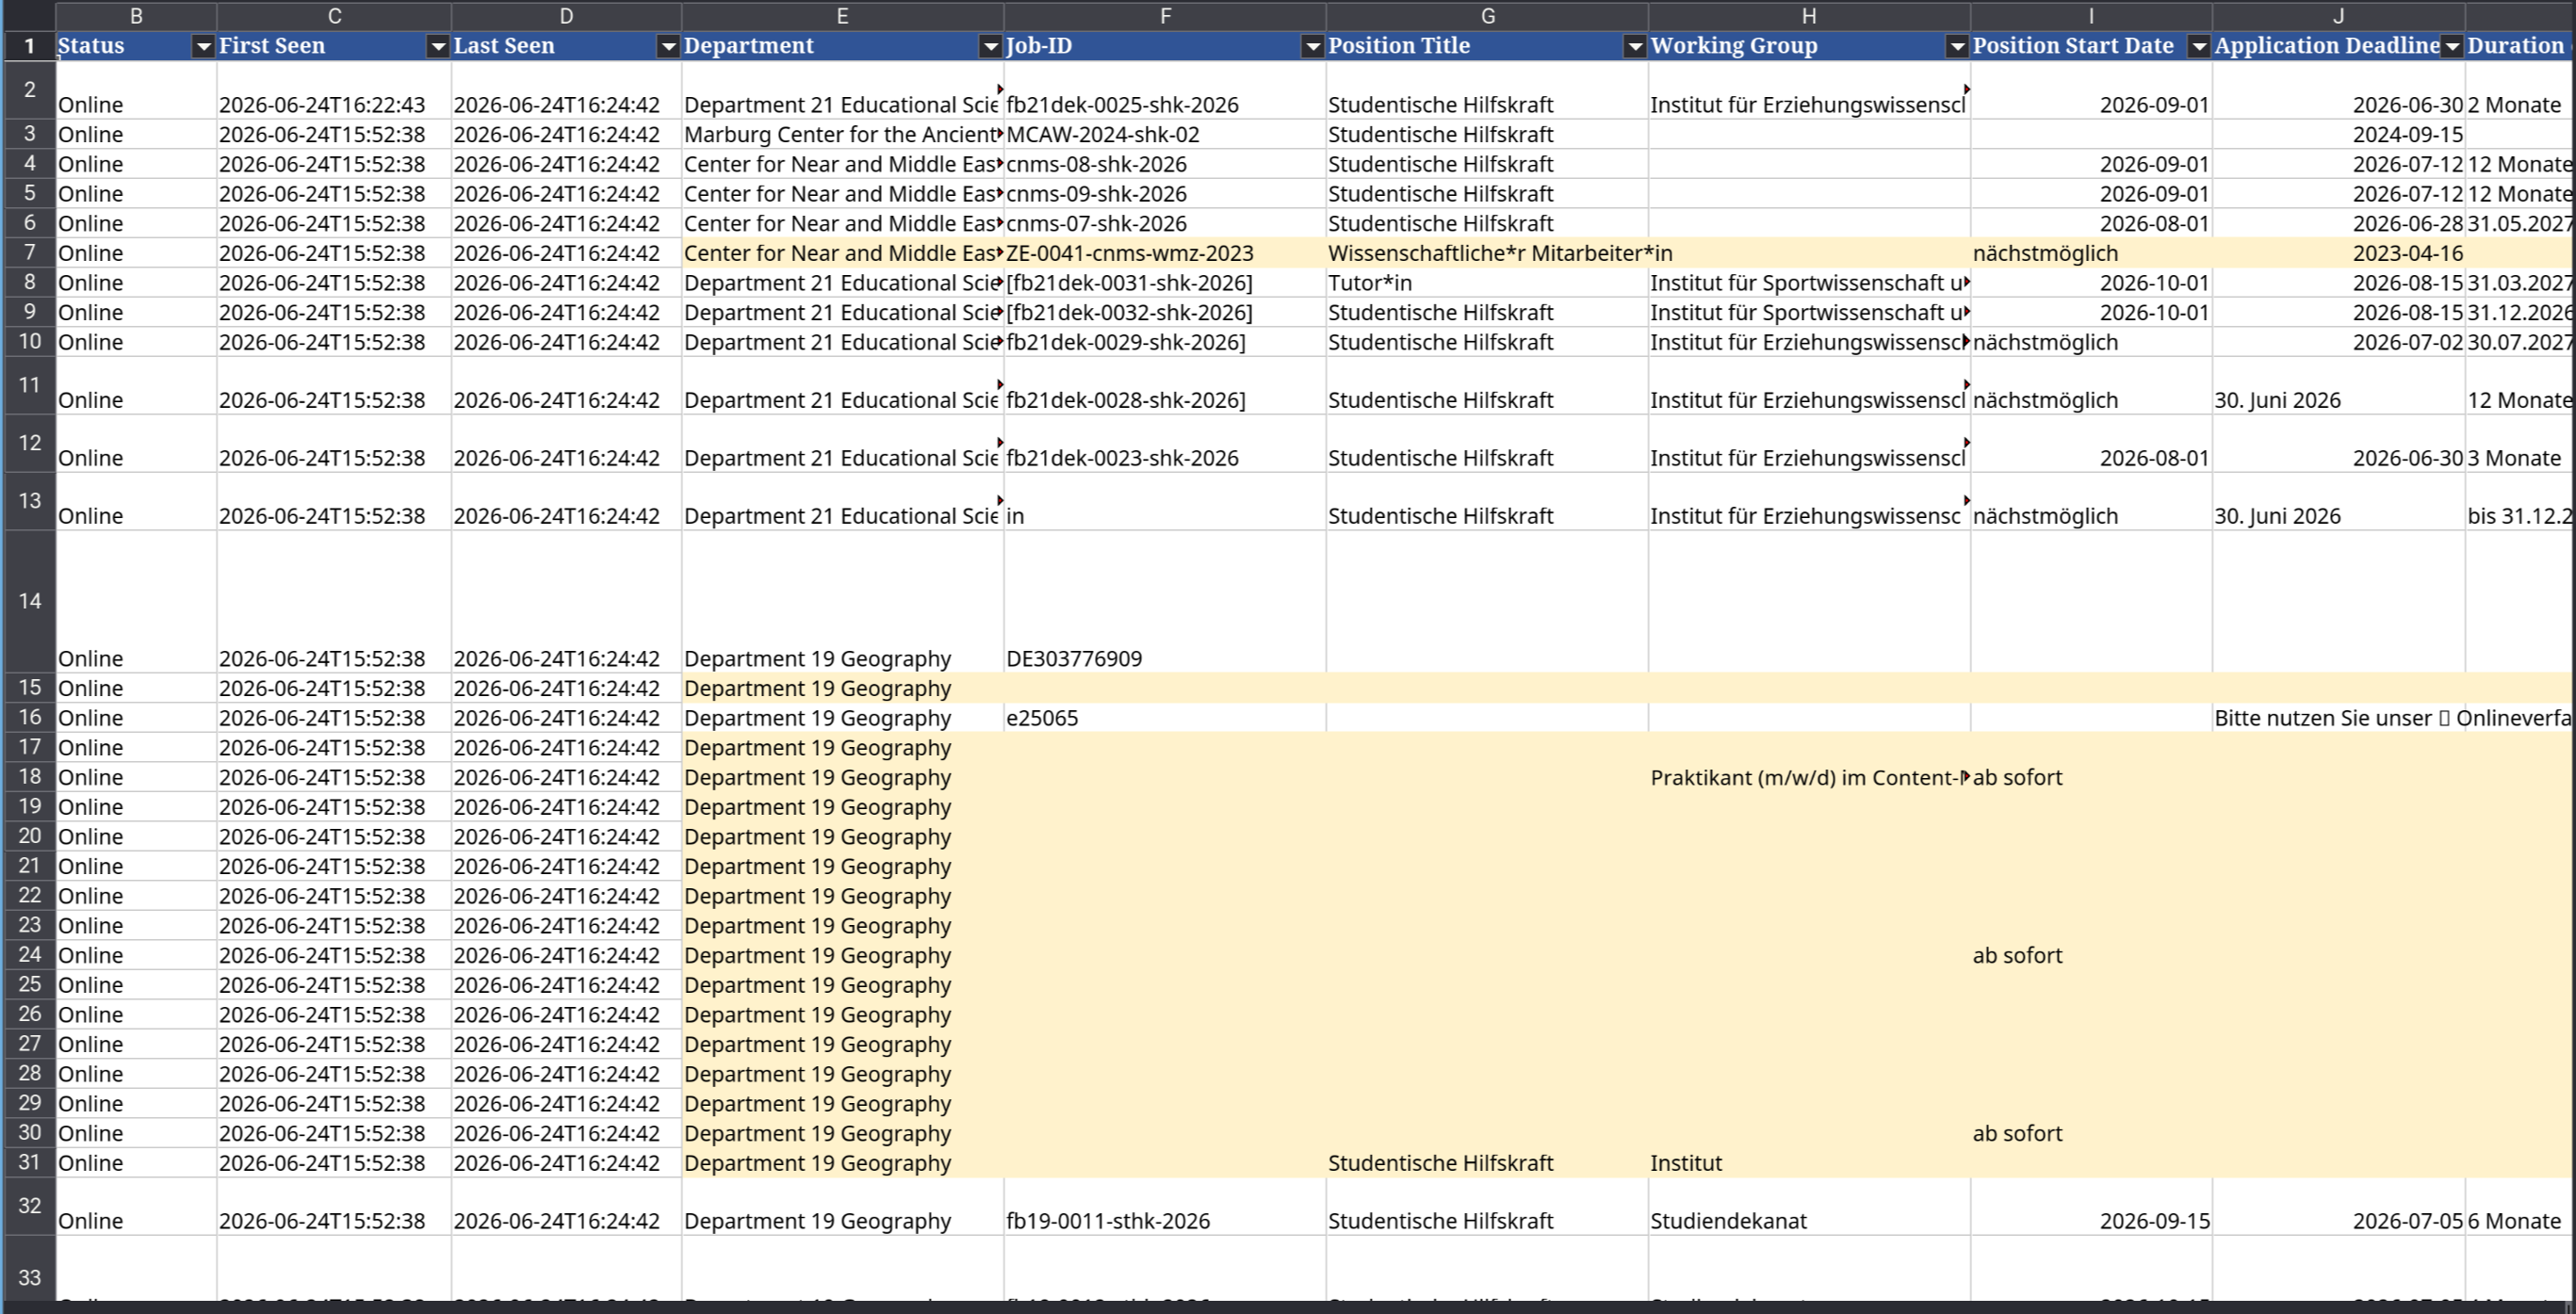 B C D E F G H I J
1 Status First Seen Last Seen Department Job-ID Position Title Working Group Position Start Date Application Deadline Duration
2 Online 2026-06-24T16:22:43 2026-06-24T16:24:42 Department 21 Educational Scie fb21dek-0025-shk-2026 Studentische Hilfskraft Institut für Erziehungswissenscl 2026-09-01 2026-06-30 2 Monate
3 Online 2026-06-24T15:52:38 2026-06-24T16:24:42 Marburg Center for the Ancient MCAW-2024-shk-02 Studentische Hilfskraft 2024-09-15
4 Online 2026-06-24T15:52:38 2026-06-24T16:24:42 Center for Near and Middle Eas cnms-08-shk-2026 Studentische Hilfskraft 2026-09-01 2026-07-12 12 Monate
5 Online 2026-06-24T15:52:38 2026-06-24T16:24:42 Center for Near and Middle Eas cnms-09-shk-2026 Studentische Hilfskraft 2026-09-01 2026-07-12 12 Monate
6 Online 2026-06-24T15:52:38 2026-06-24T16:24:42 Center for Near and Middle Eas cnms-07-shk-2026 Studentische Hilfskraft 2026-08-01 2026-06-28 31.05.2027
7 Online 2026-06-24T15:52:38 2026-06-24T16:24:42 Center for Near and Middle Eas ZE-0041-cnms-wmz-2023 Wissenschaftliche*r Mitarbeiter*in nächstmöglich 2023-04-16
8 Online 2026-06-24T15:52:38 2026-06-24T16:24:42 Department 21 Educational Scie [fb21dek-0031-shk-2026] Tutor*in Institut für Sportwissenschaft u 2026-10-01 2026-08-15 31.03.2027
9 Online 2026-06-24T15:52:38 2026-06-24T16:24:42 Department 21 Educational Scie [fb21dek-0032-shk-2026] Studentische Hilfskraft Institut für Sportwissenschaft u 2026-10-01 2026-08-15 31.12.2026
10 Online 2026-06-24T15:52:38 2026-06-24T16:24:42 Department 21 Educational Scie fb21dek-0029-shk-2026] Studentische Hilfskraft Institut für Erziehungswissensch nächstmöglich 2026-07-02 30.07.2027
11 Online 2026-06-24T15:52:38 2026-06-24T16:24:42 Department 21 Educational Scie fb21dek-0028-shk-2026] Studentische Hilfskraft Institut für Erziehungswissenscl nächstmöglich 30. Juni 2026 12 Monate
12 Online 2026-06-24T15:52:38 2026-06-24T16:24:42 Department 21 Educational Scie fb21dek-0023-shk-2026 Studentische Hilfskraft Institut für Erziehungswissenscl 2026-08-01 2026-06-30 3 Monate
13 Online 2026-06-24T15:52:38 2026-06-24T16:24:42 Department 21 Educational Scie in Studentische Hilfskraft Institut für Erziehungswissensc nächstmöglich 30. Juni 2026 bis 31.12.2
14 Online 2026-06-24T15:52:38 2026-06-24T16:24:42 Department 19 Geography DE303776909
15 Online 2026-06-24T15:52:38 2026-06-24T16:24:42 Department 19 Geography
16 Online 2026-06-24T15:52:38 2026-06-24T16:24:42 Department 19 Geography e25065 Bitte nutzen Sie unser Onlineverfa
17 Online 2026-06-24T15:52:38 2026-06-24T16:24:42 Department 19 Geography
18 Online 2026-06-24T15:52:38 2026-06-24T16:24:42 Department 19 Geography Praktikant (m/w/d) im Content- ab sofort
19 Online 2026-06-24T15:52:38 2026-06-24T16:24:42 Department 19 Geography
20 Online 2026-06-24T15:52:38 2026-06-24T16:24:42 Department 19 Geography
21 Online 2026-06-24T15:52:38 2026-06-24T16:24:42 Department 19 Geography
22 Online 2026-06-24T15:52:38 2026-06-24T16:24:42 Department 19 Geography
23 Online 2026-06-24T15:52:38 2026-06-24T16:24:42 Department 19 Geography
24 Online 2026-06-24T15:52:38 2026-06-24T16:24:42 Department 19 Geography ab sofort
25 Online 2026-06-24T15:52:38 2026-06-24T16:24:42 Department 19 Geography
26 Online 2026-06-24T15:52:38 2026-06-24T16:24:42 Department 19 Geography
27 Online 2026-06-24T15:52:38 2026-06-24T16:24:42 Department 19 Geography
28 Online 2026-06-24T15:52:38 2026-06-24T16:24:42 Department 19 Geography
29 Online 2026-06-24T15:52:38 2026-06-24T16:24:42 Department 19 Geography
30 Online 2026-06-24T15:52:38 2026-06-24T16:24:42 Department 19 Geography ab sofort
31 Online 2026-06-24T15:52:38 2026-06-24T16:24:42 Department 19 Geography Studentische Hilfskraft Institut
32 Online 2026-06-24T15:52:38 2026-06-24T16:24:42 Department 19 Geography fb19-0011-sthk-2026 Studentische Hilfskraft Studiendekanat 2026-09-15 2026-07-05 6 Monate
33